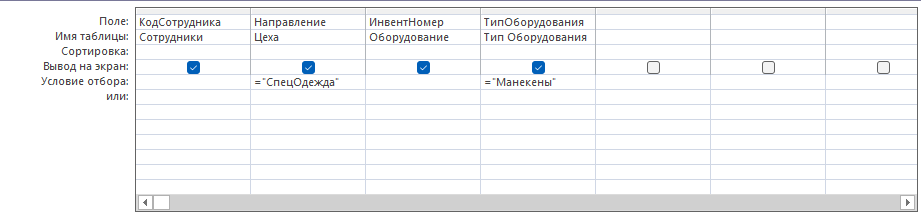 Поле: КодСотрудника Направление ИнвентНомер ТипОборудования
Имя таблицы: Сотрудники Цеха Оборудование Тип Оборудования
Сортировка:
Вывод на экран:
Условие отбора: ="СпецОдежда" ="Манекены"
или: